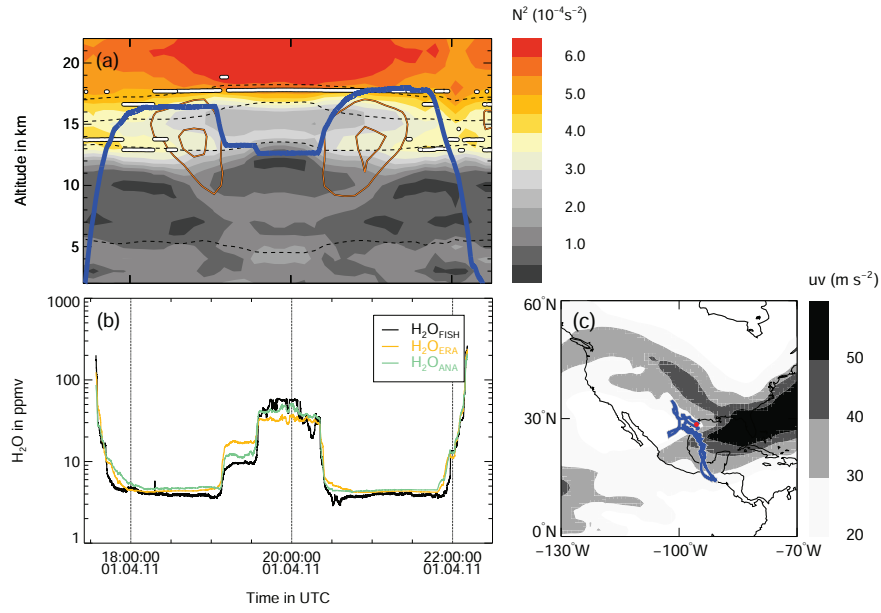 N² (10⁻⁴s⁻²)
(a)
20
15
10
5
Altitude in km
6.0
5.0
4.0
3.0
2.0
1.0
(b)
1000
100
10
1
H₂O in ppmv
H₂O_FISH
H₂O_ERA
H₂O_ANA
18:00:00
01.04.11
20:00:00
01.04.11
22:00:00
01.04.11
Time in UTC
(c)
60°N
30°N
0°N
−130°W
−100°W
−70°W
uv (m s⁻²)
50
40
30
20